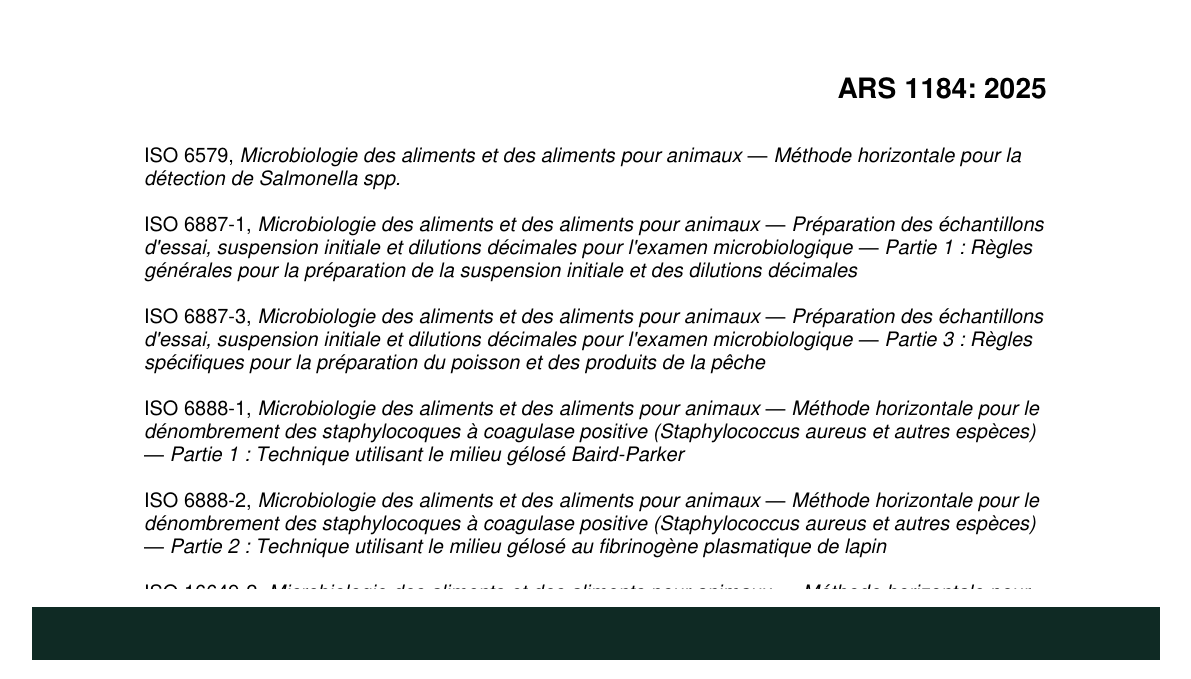 ARS 1184: 2025
ISO 6579, Microbiologie des aliments et des aliments pour animaux — Méthode horizontale pour la
détection de Salmonella spp.
ISO 6887-1, Microbiologie des aliments et des aliments pour animaux — Préparation des échantillons
d'essai, suspension initiale et dilutions décimales pour l'examen microbiologique — Partie 1 : Règles
générales pour la préparation de la suspension initiale et des dilutions décimales
ISO 6887-3, Microbiologie des aliments et des aliments pour animaux — Préparation des échantillons
d'essai, suspension initiale et dilutions décimales pour l'examen microbiologique — Partie 3 : Règles
spécifiques pour la préparation du poisson et des produits de la pêche
ISO 6888-1, Microbiologie des aliments et des aliments pour animaux — Méthode horizontale pour le
dénombrement des staphylocoques à coagulase positive (Staphylococcus aureus et autres espèces)
— Partie 1 : Technique utilisant le milieu gélosé Baird-Parker
ISO 6888-2, Microbiologie des aliments et des aliments pour animaux — Méthode horizontale pour le
dénombrement des staphylocoques à coagulase positive (Staphylococcus aureus et autres espèces)
— Partie 2 : Technique utilisant le milieu gélosé au fibrinogène plasmatique de lapin